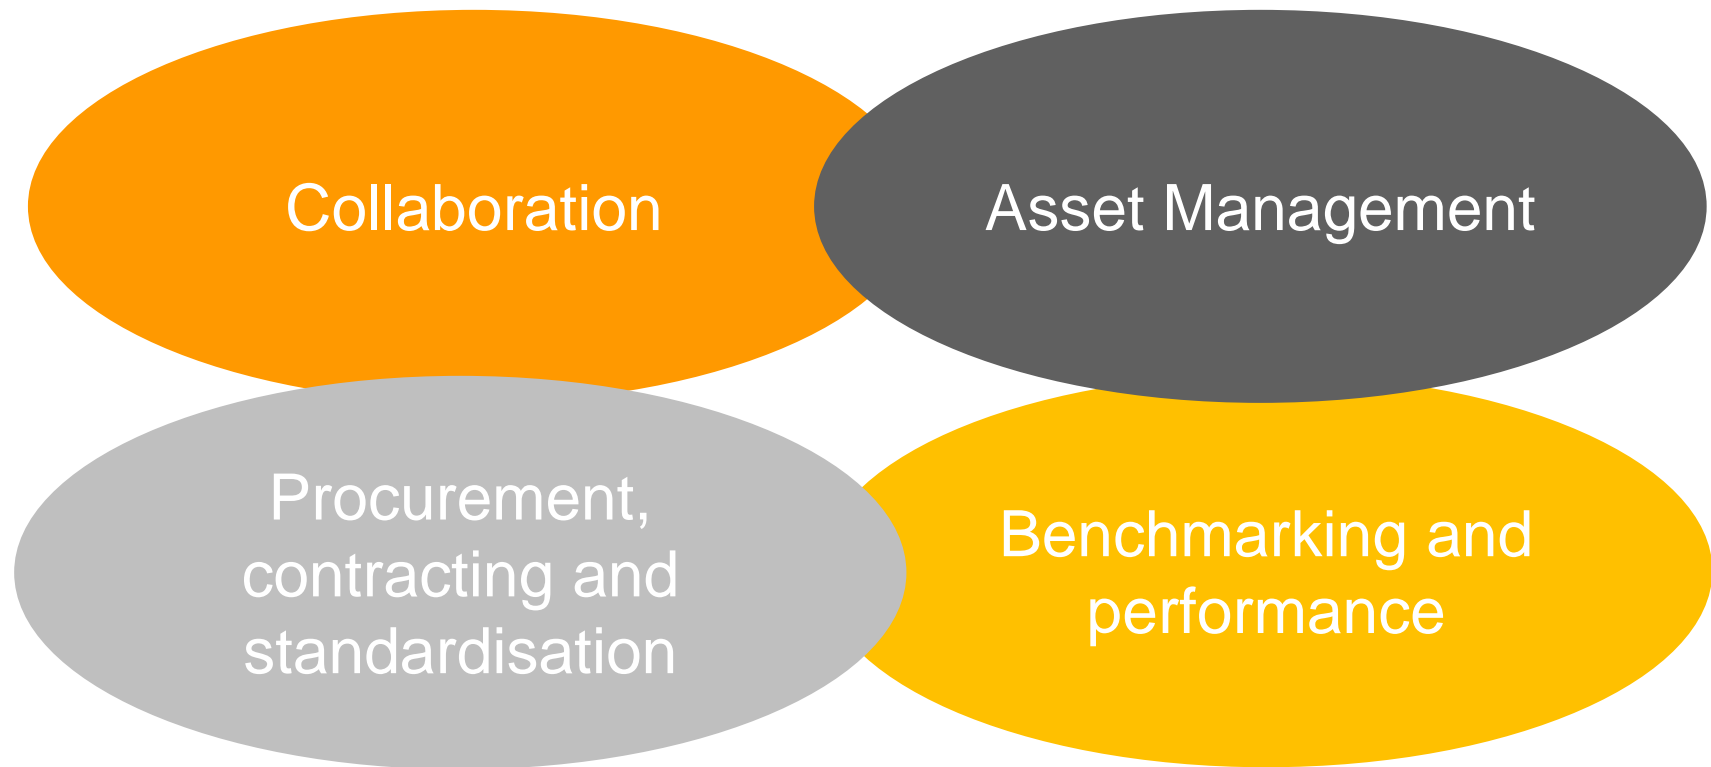 Collaboration
Asset Management
Procurement,
contracting and
standardisation
Benchmarking and
performance